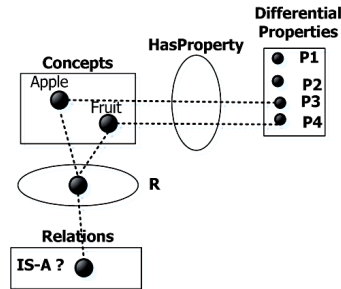 Differential
Properties
HasProperty
Concepts
Apple
Fruit
P1
P2
P3
P4
R
Relations
IS-A ?